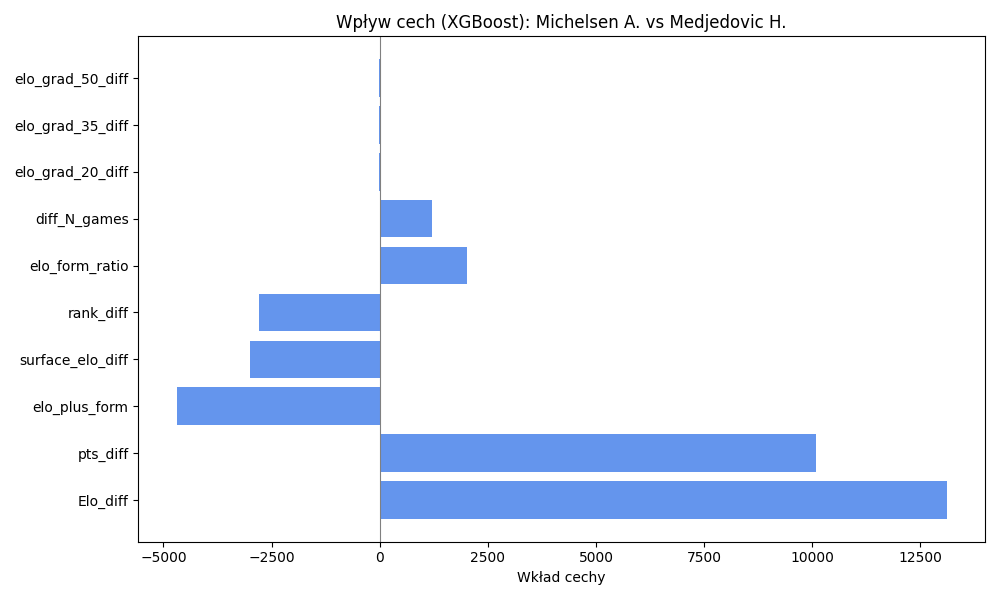 Wpływ cech (XGBoost): Michelsen A. vs Medjedovic H.
elo_grad_50_diff
elo_grad_35_diff
elo_grad_20_diff
diff_N_games
elo_form_ratio
rank_diff
surface_elo_diff
elo_plus_form
pts_diff
Elo_diff
−5000 −2500 0 2500 5000 7500 10000 12500
Wkład cechy